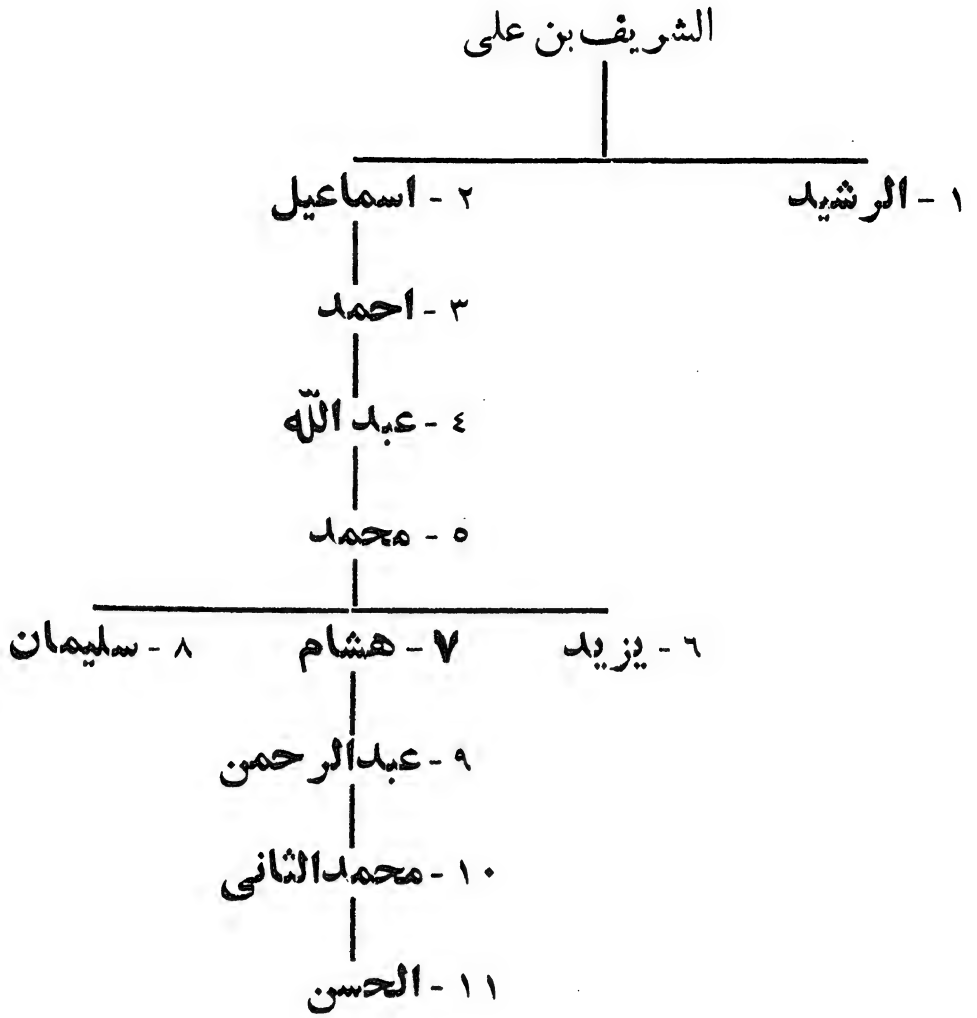 الشريف بن على
١ - الرشيد ٢ - اسماعيل
٣ - احمد
٤ - عبد اللّه
٥ - محمد
٦ - يزيد ٧ - هشام ٨ - سليمان
٩ - عبدالرحمن
١٠ - محمدالثانى
١١ - الحسن